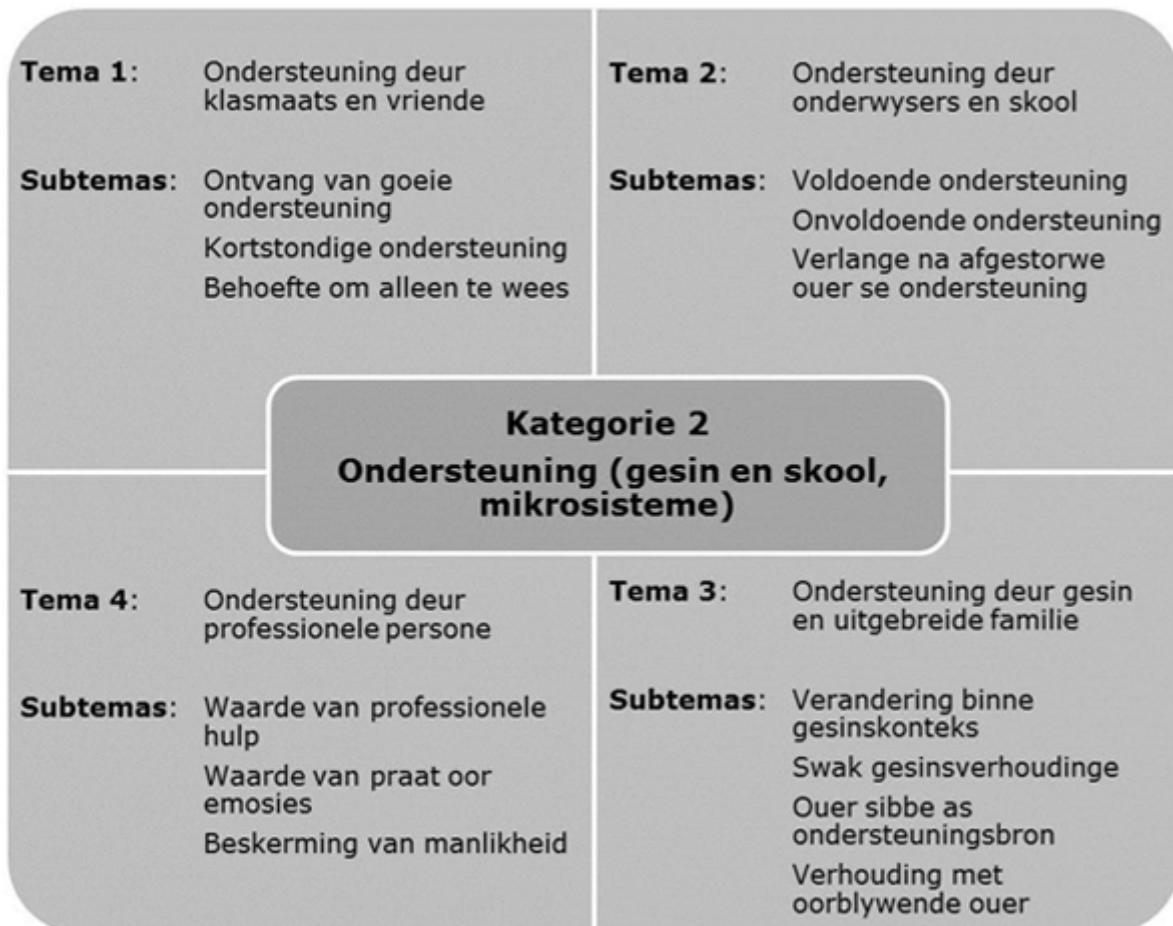 Tema 1: Ondersteuning deur
klasmaats en vriende
Subtemas: Ontvang van goeie
ondersteuning
Kortstondige ondersteuning
Behoefte om alleen te wees
Tema 2: Ondersteuning deur
onderwysers en skool
Subtemas: Voldoende ondersteuning
Onvoldoende ondersteuning
Verlange na afgestorwe
ouer se ondersteuning
Kategorie 2
Ondersteuning (gesin en skool,
mikrosisteme)
Tema 4: Ondersteuning deur
professionele persone
Subtemas: Waarde van professionele
hulp
Waarde van praat oor
emosies
Beskerming van manlikheid
Tema 3: Ondersteuning deur gesin
en uitgebreide familie
Subtemas: Verandering binne
gesinskonteks
Swak gesinsverhoudinge
Ouer sibbe as
ondersteuningsbron
Verhouding met
oorblywende ouer